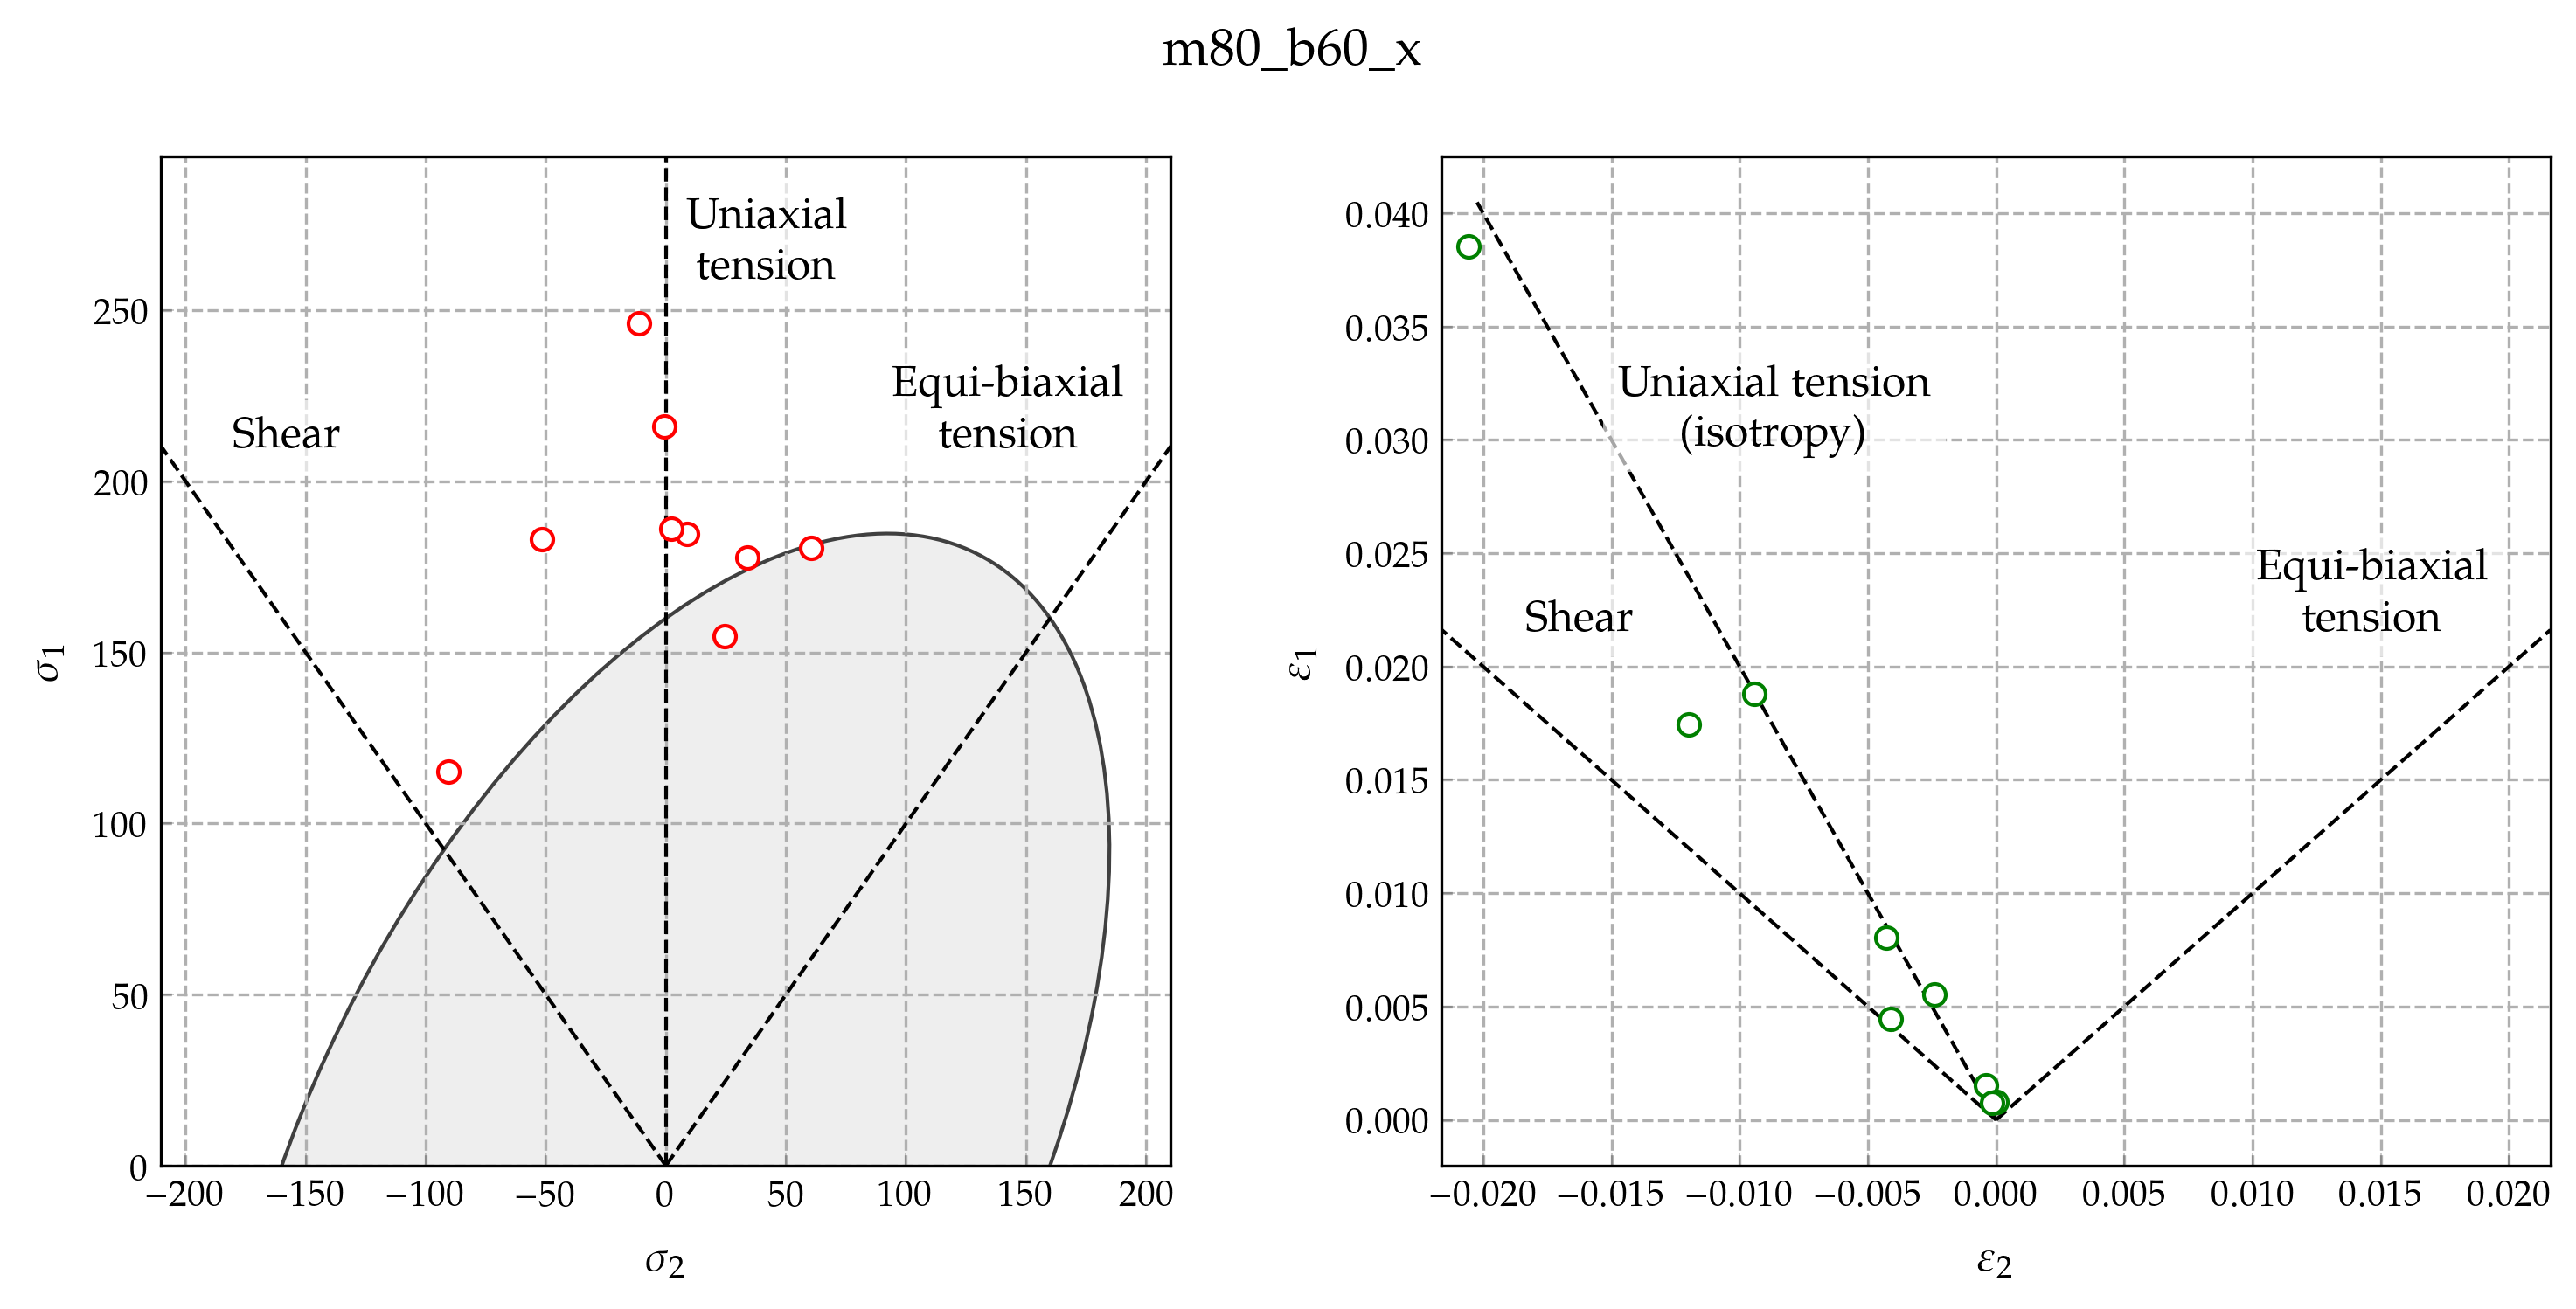 m80_b60_x
Uniaxial
tension
Equi-biaxial
tension
Shear
250
200
150
100
50
0
σ1
−200 −150 −100 −50 0 50 100 150 200
σ2
0.040
0.035
0.030
0.025
0.020
0.015
0.010
0.005
0.000
ε1
Uniaxial tension
(isotropy)
Equi-biaxial
tension
Shear
−0.020 −0.015 −0.010 −0.005 0.000 0.005 0.010 0.015 0.020
ε2